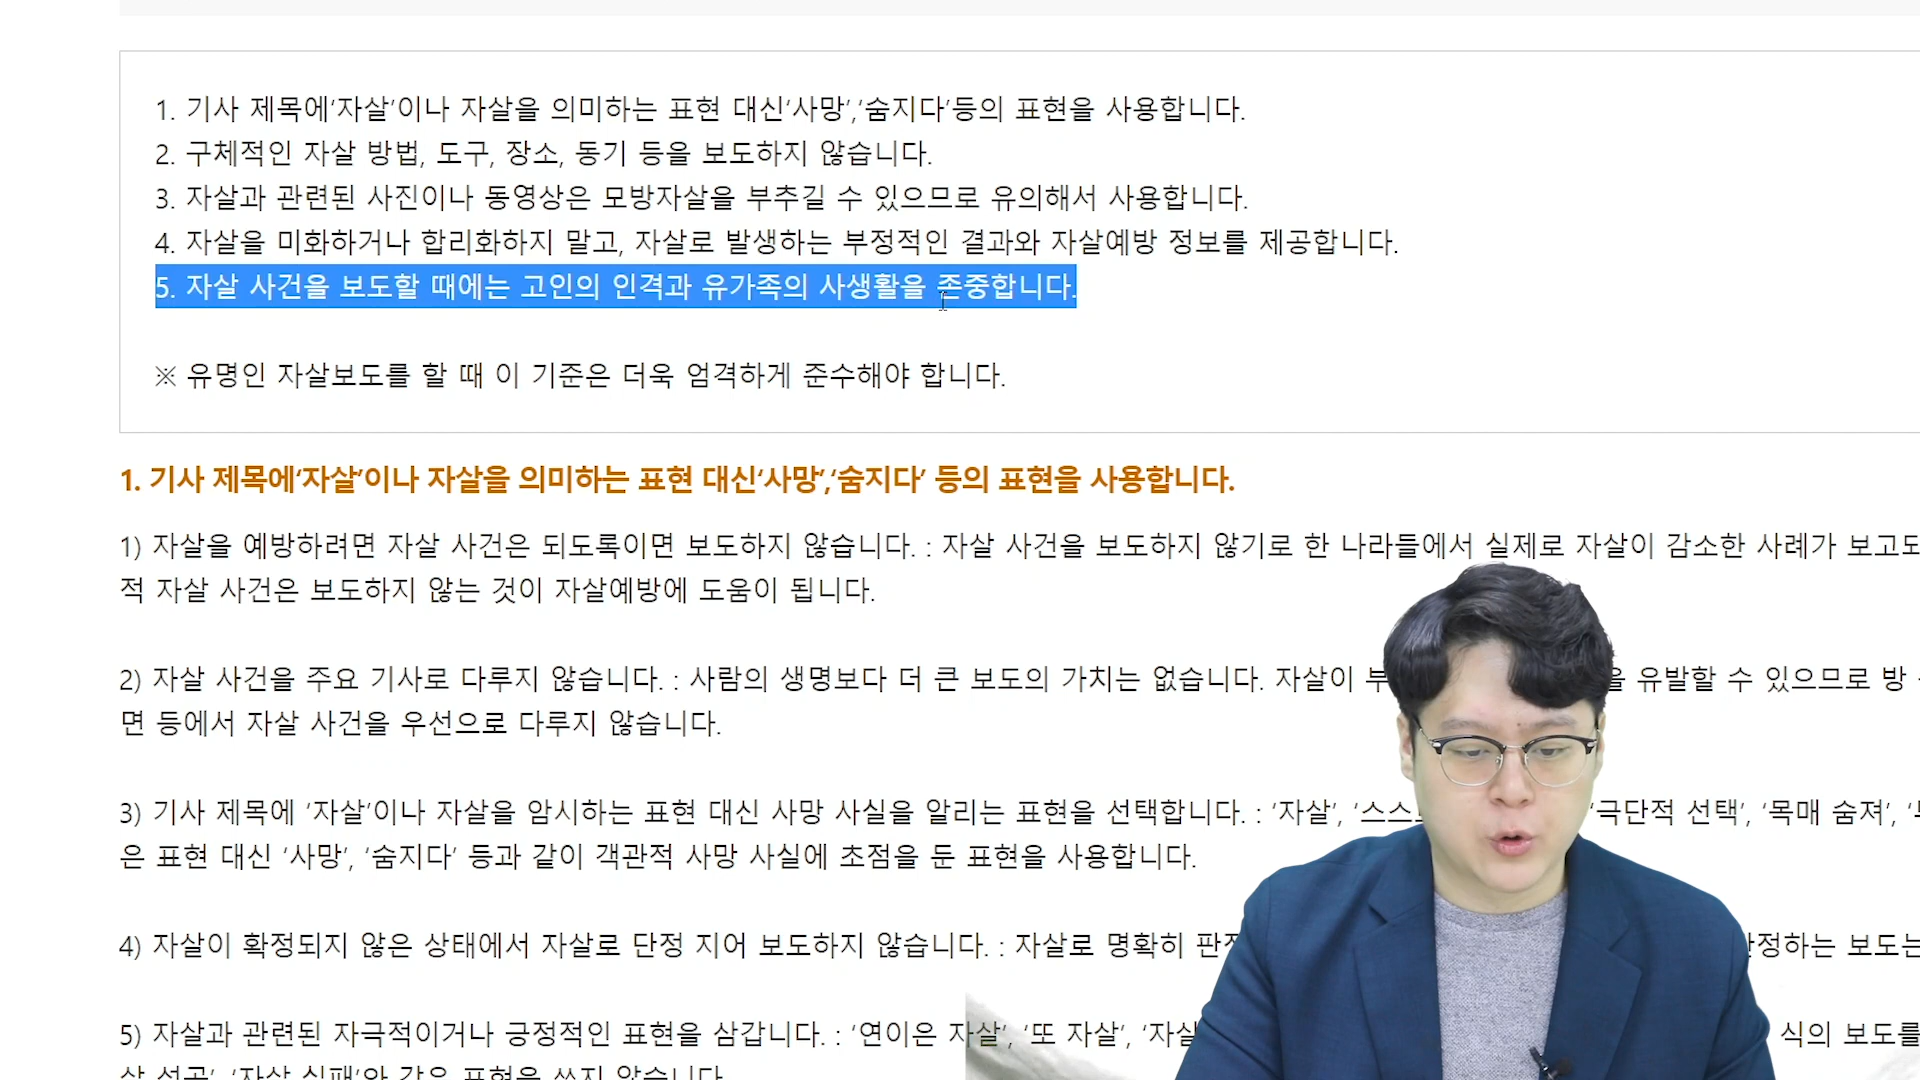 1. 기사 제목에‘자살’이나 자살을 의미하는 표현 대신‘사망’,‘숨지다’등의 표현을 사용합니다.
2. 구체적인 자살 방법, 도구, 장소, 동기 등을 보도하지 않습니다.
3. 자살과 관련된 사진이나 동영상은 모방자살을 부추길 수 있으므로 유의해서 사용합니다.
4. 자살을 미화하거나 합리화하지 말고, 자살로 발생하는 부정적인 결과와 자살예방 정보를 제공합니다.
5. 자살 사건을 보도할 때에는 고인의 인격과 유가족의 사생활을 존중합니다.
※ 유명인 자살보도를 할 때 이 기준은 더욱 엄격하게 준수해야 합니다.
1. 기사 제목에‘자살’이나 자살을 의미하는 표현 대신‘사망’,‘숨지다’ 등의 표현을 사용합니다.
1) 자살을 예방하려면 자살 사건은 되도록이면 보도하지 않습니다. : 자살 사건을 보도하지 않기로 한 나라들에서 실제로 자살이 감소한 사례가
적 자살 사건은 보도하지 않는 것이 자살예방에 도움이 됩니다.
2) 자살 사건을 주요 기사로 다루지 않습니다. : 사람의 생명보다 더 큰 보도의 가치는 없습니다. 자살이 을 유발할 수 있으므로 방
면 등에서 자살 사건을 우선으로 다루지 않습니다.
3) 기사 제목에 ‘자살’이나 자살을 암시하는 표현 대신 사망 사실을 알리는 표현을 선택합니다. : ‘자살’, ‘극단적 선택’, ‘목매 숨져’,
은 표현 대신 ‘사망’, ‘숨지다’ 등과 같이 객관적 사망 사실에 초점을 둔 표현을 사용합니다.
4) 자살이 확정되지 않은 상태에서 자살로 단정 지어 보도하지 않습니다. : 자살로 명확히 보도는
5) 자살과 관련된 자극적이거나 긍정적인 표현을 삼갑니다. : ‘연이은 자살’, ‘또 자살’, 식의 보도를